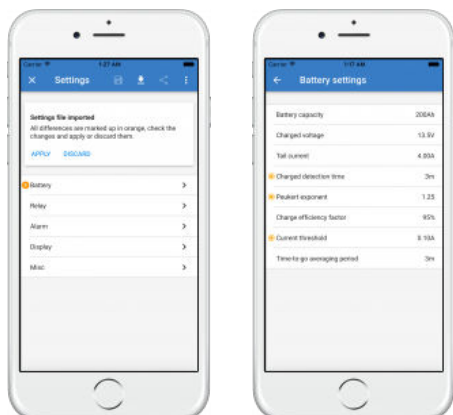 Carrier
1:27 AM
Settings
Settings file imported
All differences are marked up in orange, check the
changes and apply or discard them.
APPLY DISCARD
Battery
Relay
Alarm
Display
Misc
Carrier
1:17 AM
Battery settings
Battery capacity 200Ah
Charged voltage 13.5V
Tail current 4.00A
Charged detection time 3m
Peukert exponent 1.25
Charge efficiency factor 95%
Current threshold 0.10A
Time-to-go averaging period 3m